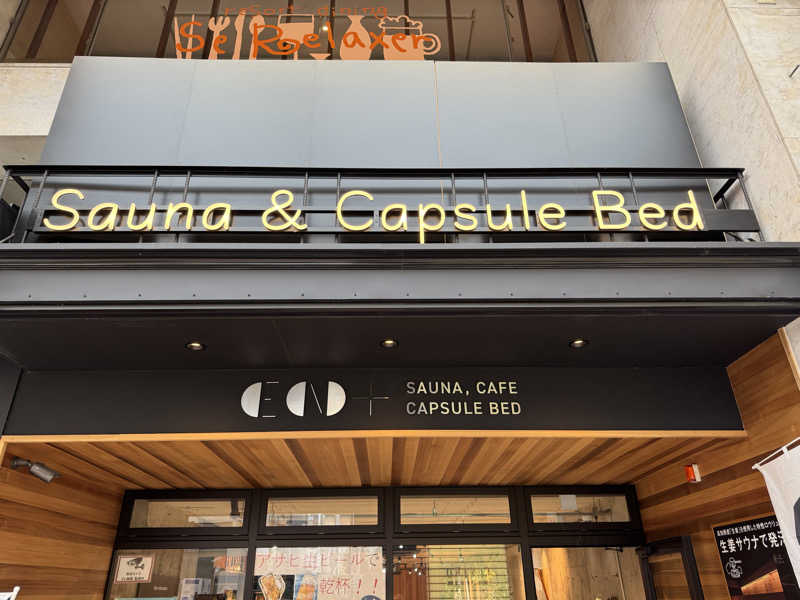 resort dining
Se Relaxer
Sauna & Capsule Bed
END+
SAUNA, CAFE
CAPSULE BED
アサヒ生ビールで
乾杯!!
生姜サウナで発汗